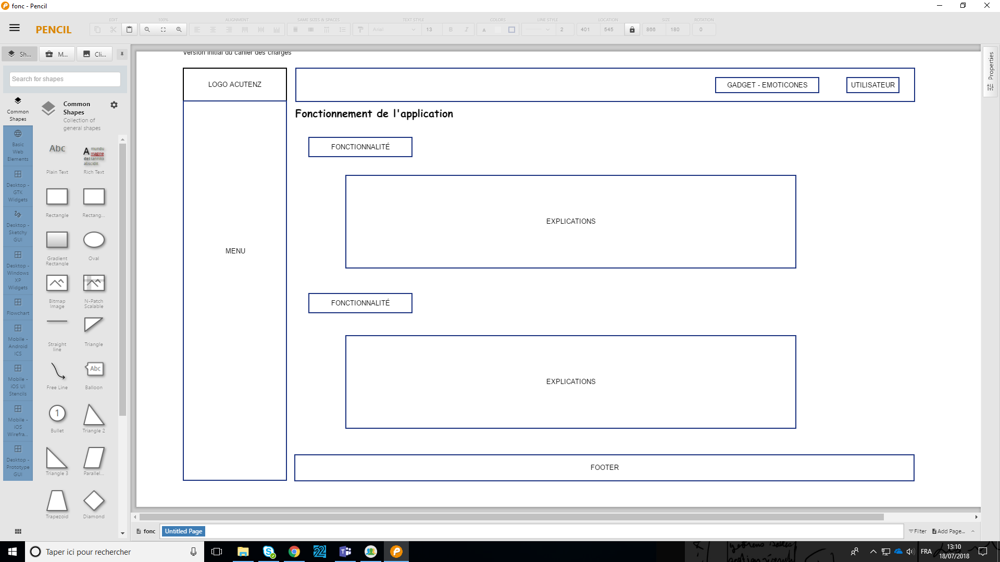 fonc - Pencil
PENCIL
EDIT
100%
ALIGNMENT
SAME SIZES & SPACES
TEXT STYLE
COLORS
LINE STYLE
LOCATION
SIZE
ROTATION
Arial
13
B
I
A
2
401
545
866
180
0
Sh...
M...
Cli...
Search for shapes
Common Shapes
Basic Web Elements
Desktop - GTK Widgets
Desktop - Sketchy GUI
Desktop - Windows XP Widgets
Flowchart
Mobile - Android ICS
Mobile - iOS UI Stencils
Mobile - iOS Wirefra...
Desktop - Prototype GUI
Common Shapes
Collection of general shapes
Abc
A mundu magine del tannito abscidit
Plain Text
Rich Text
Rectangle
Rectang...
Gradient Rectangle
Oval
Bitmap Image
N-Patch Scalable
Straight line
Triangle
Abc
Free Line
Balloon
1
Bullet
Triangle 2
Triangle 3
Parallel...
Trapezoid
Diamond
Version initial du cahier des charges
LOGO ACUTENZ
GADGET - EMOTICONES
UTILISATEUR
Fonctionnement de l'application
FONCTIONNALITÉ
EXPLICATIONS
MENU
FONCTIONNALITÉ
EXPLICATIONS
FOOTER
Properties
fonc
Untitled Page
Filter
Add Page...
Taper ici pour rechercher
22
FRA
13:10
18/07/2018